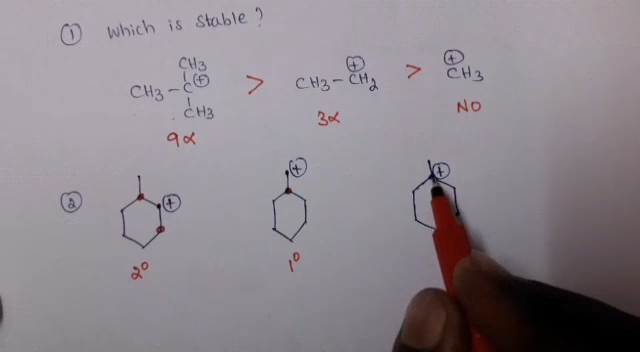 ① which is stable?
CH3
CH3 - C⊕ > CH3 - CH2⊕ > CH3⊕
CH3
9α 3α NO
② ⊕ ⊕ ⊕
2° 1°